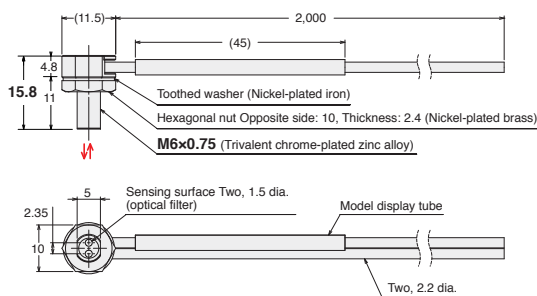 (11.5)
2,000
(45)
4.8
15.8
11
Toothed washer (Nickel-plated iron)
Hexagonal nut Opposite side: 10, Thickness: 2.4 (Nickel-plated brass)
M6×0.75 (Trivalent chrome-plated zinc alloy)
5
Sensing surface Two, 1.5 dia.
(optical filter)
Model display tube
2.35
10
Two, 2.2 dia.